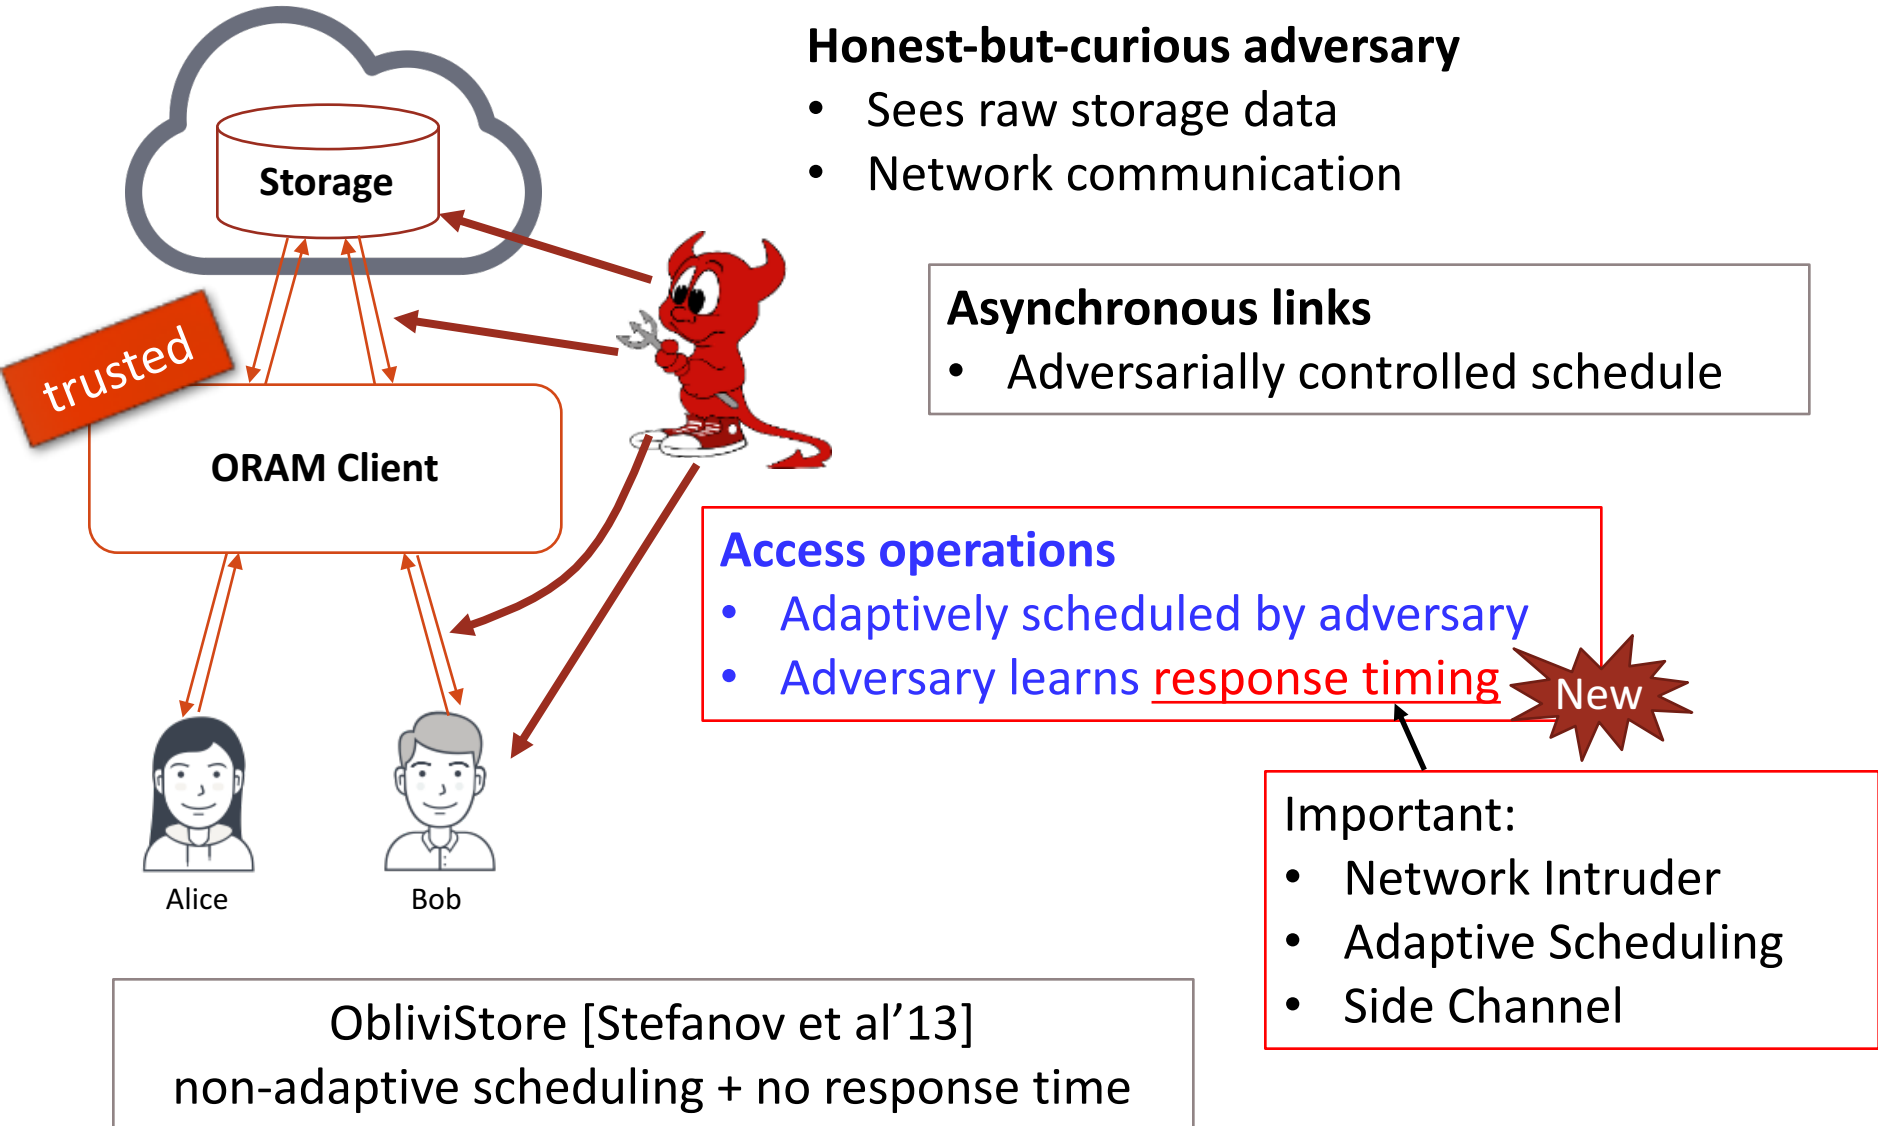 Honest-but-curious adversary
• Sees raw storage data
• Network communication
Storage
trusted
ORAM Client
Asynchronous links
• Adversarially controlled schedule
Access operations
• Adaptively scheduled by adversary
• Adversary learns response timing
New
Important:
• Network Intruder
• Adaptive Scheduling
• Side Channel
Alice
Bob
ObliviStore [Stefanov et al’13]
non-adaptive scheduling + no response time